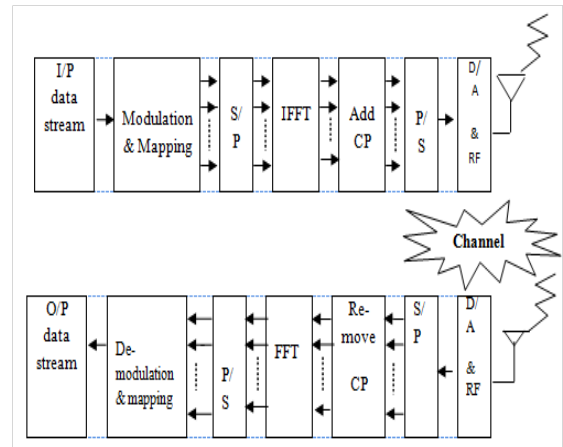 I/P
data
stream
Modulation
& Mapping
S/
P
IFFT
Add
CP
P/
S
D/
A
&
RF
Channel
O/P
data
stream
De-
modulation
& mapping
P/
S
FFT
Re-
move
CP
S/
P
D/
A
&
RF